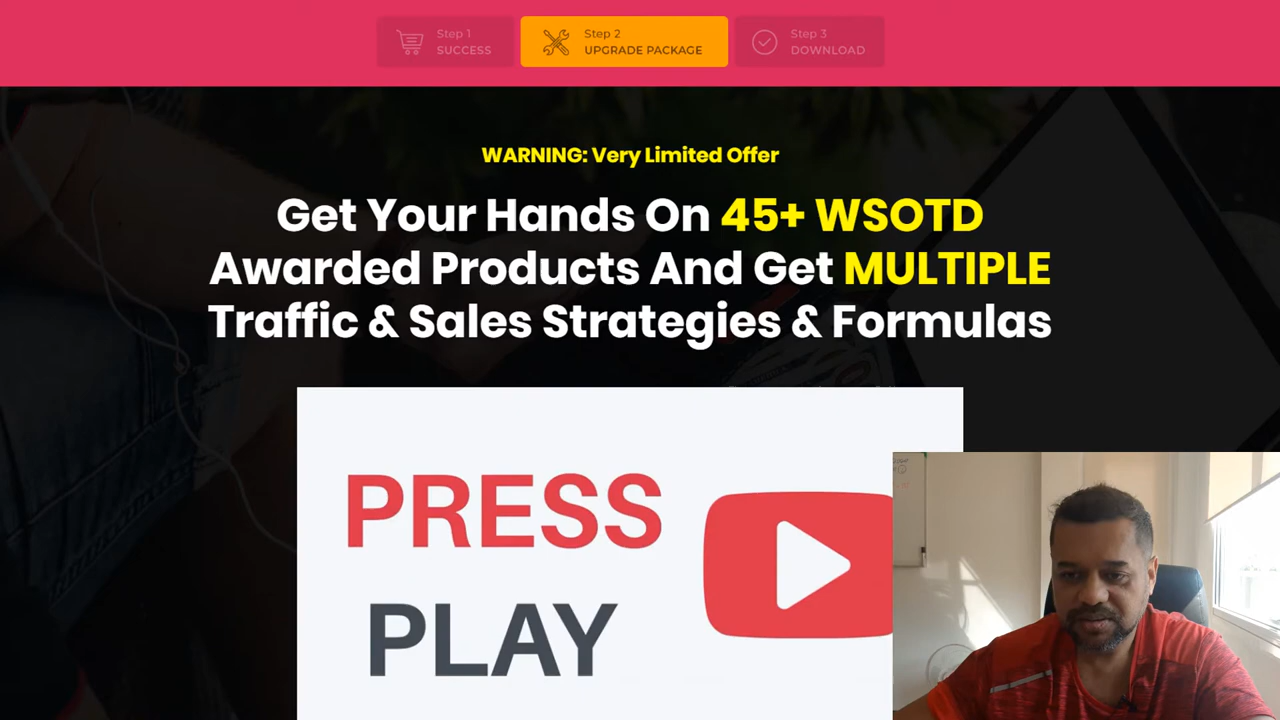 Step 1
SUCCESS
Step 2
UPGRADE PACKAGE
Step 3
DOWNLOAD
WARNING: Very Limited Offer
Get Your Hands On 45+ WSOTD
Awarded Products And Get MULTIPLE
Traffic & Sales Strategies & Formulas
PRESS
PLAY